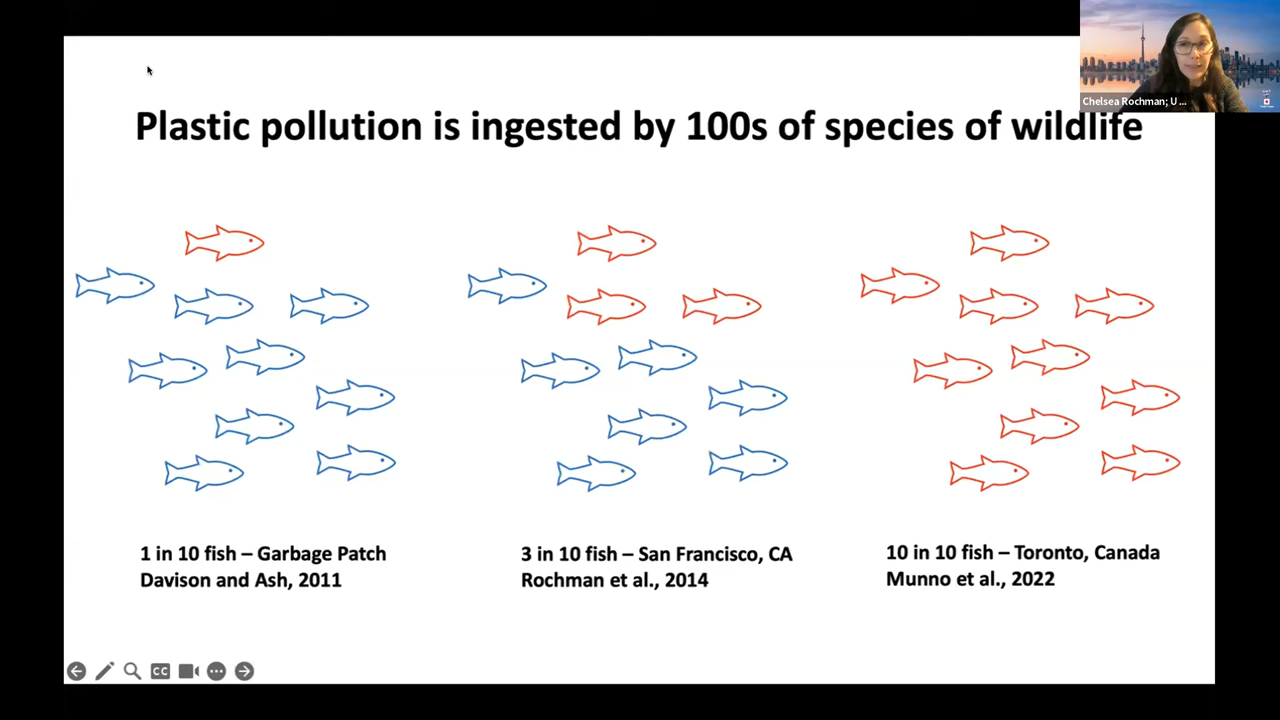 Chelsea Rochman; U ...
Plastic pollution is ingested by 100s of species of wildlife
1 in 10 fish – Garbage Patch
Davison and Ash, 2011
3 in 10 fish – San Francisco, CA
Rochman et al., 2014
10 in 10 fish – Toronto, Canada
Munno et al., 2022
CC